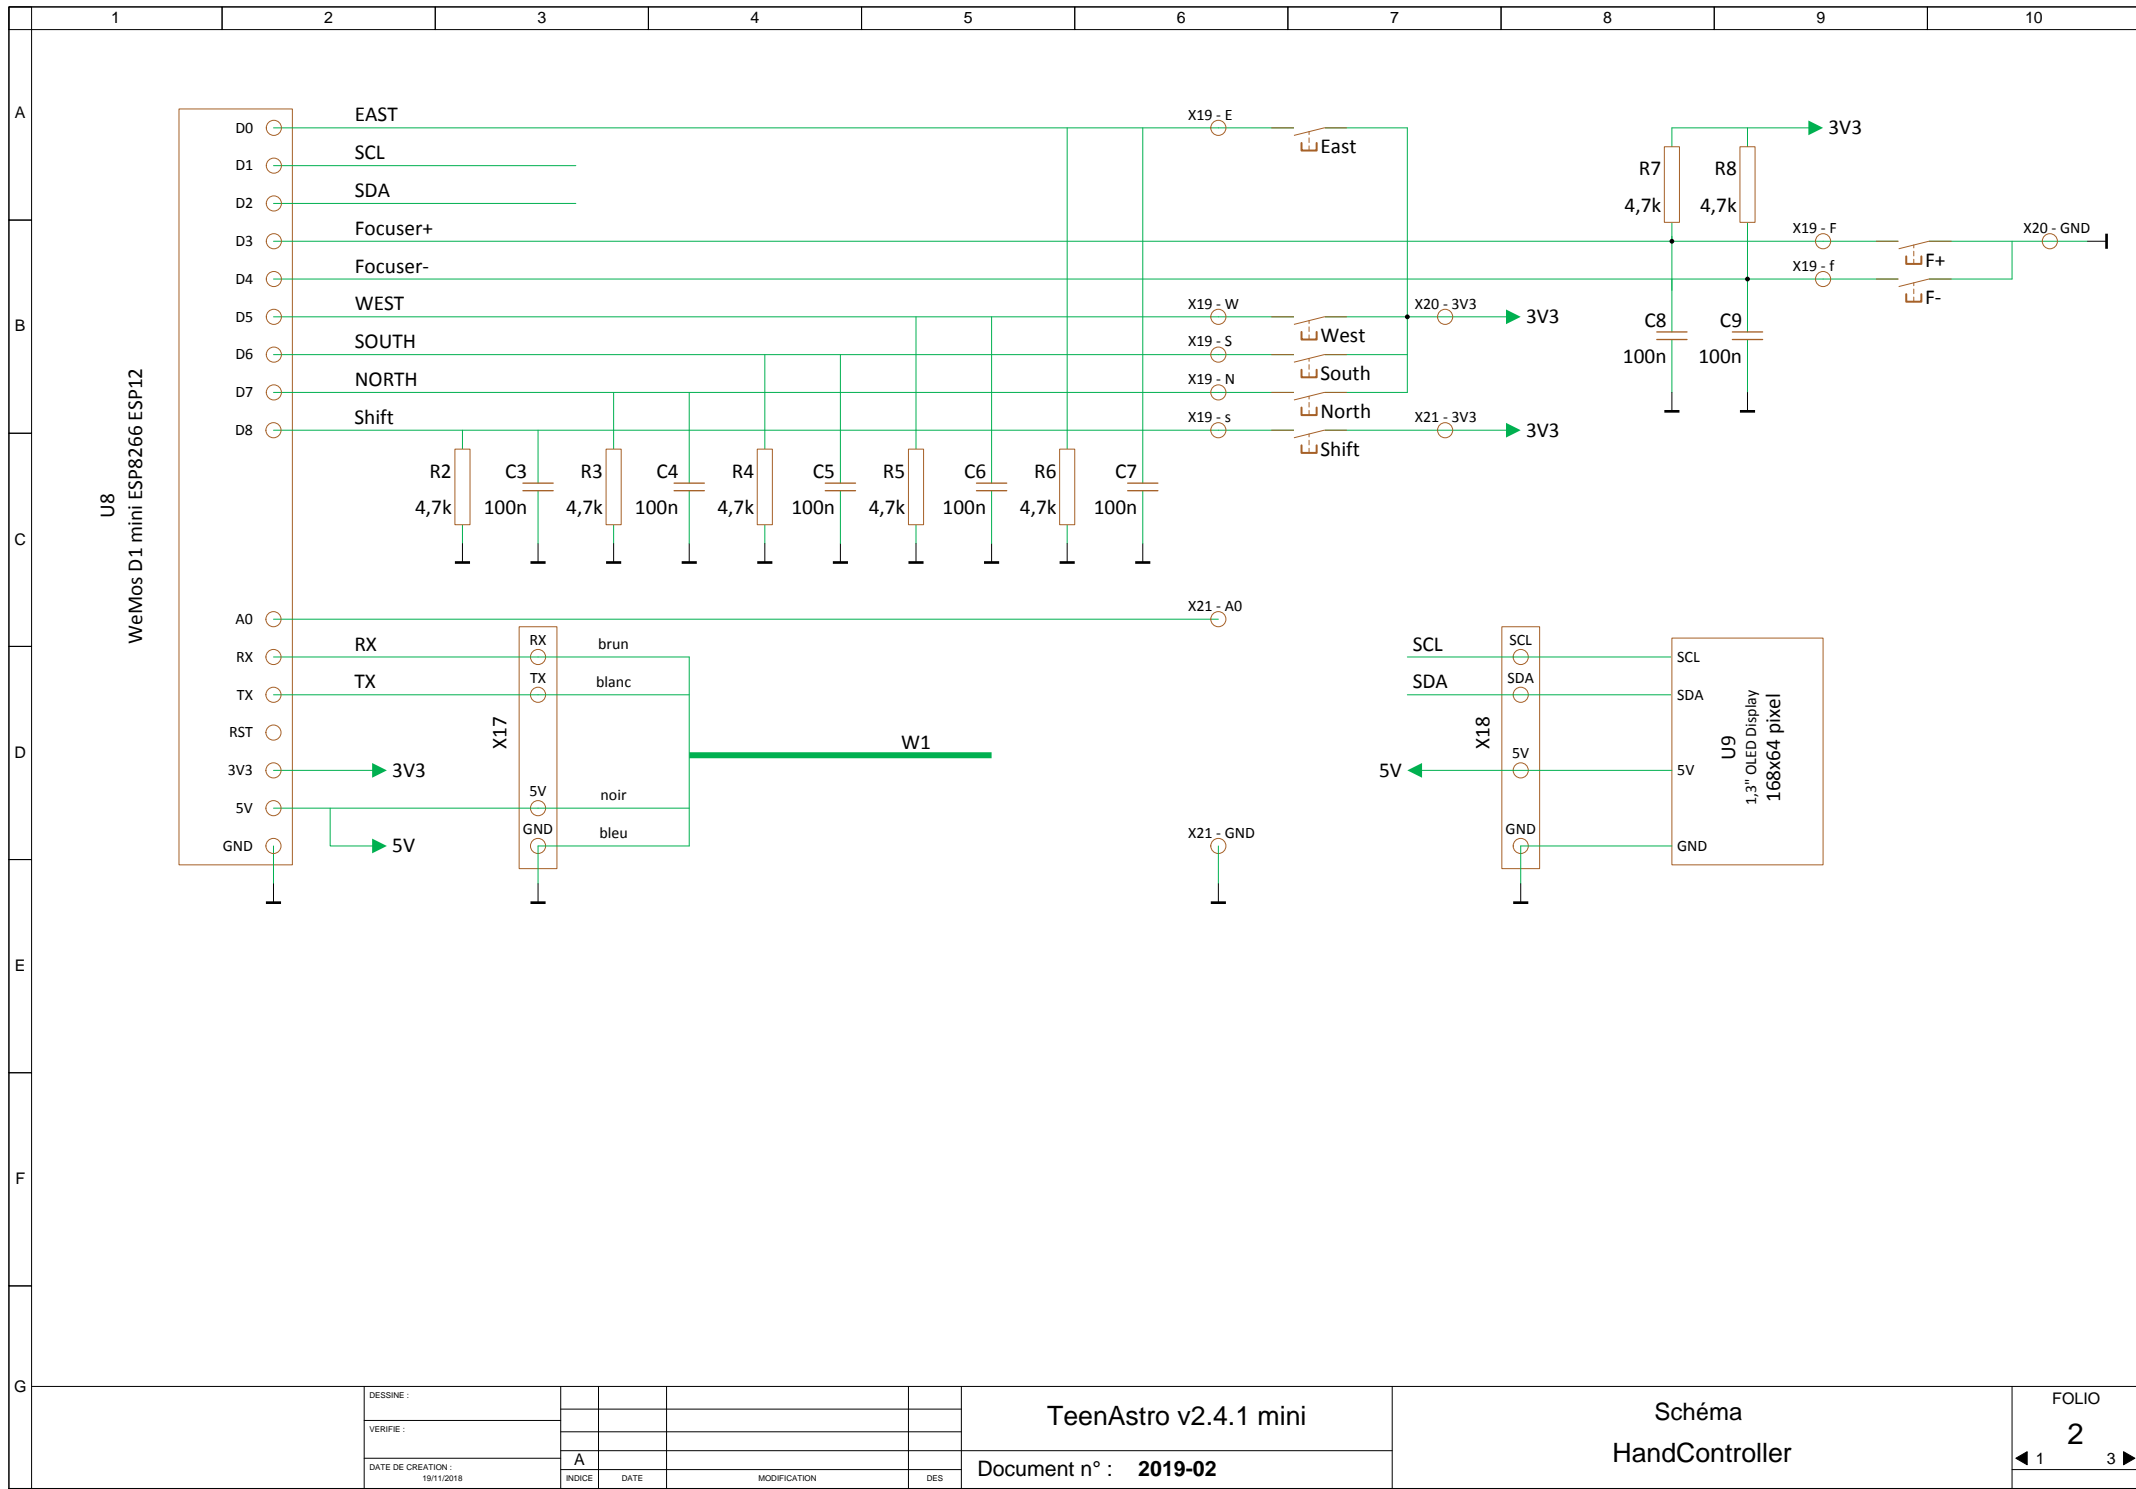 1 2 3 4 5 6 7 8 9 10
A
B
C
D
E
F
G
U8
WeMos D1 mini ESP8266 ESP12
D0 EAST X19 - E East
D1 SCL
D2 SDA
D3 Focuser+ X19 - F F+ X20 - GND
D4 Focuser- X19 - f F-
D5 WEST X19 - W West X20 - 3V3 3V3
D6 SOUTH X19 - S South
D7 NORTH X19 - N North
D8 Shift X19 - s Shift X21 - 3V3 3V3
3V3
R7 R8
4,7k 4,7k
C8 C9
100n 100n
R2 C3 R3 C4 R4 C5 R5 C6 R6 C7
4,7k 100n 4,7k 100n 4,7k 100n 4,7k 100n 4,7k 100n
A0 X21 - A0
RX RX RX brun
TX TX TX blanc
RST
3V3 3V3
5V 5V noir
5V
GND GND bleu
X17
W1
X21 - GND
SCL SCL SCL
SDA SDA SDA
5V 5V 5V
GND GND
X18
U9
1,3" OLED Display
168x64 pixel
DESSINE :
VERIFIE :
DATE DE CREATION :
19/11/2018
A
INDICE DATE MODIFICATION DES
TeenAstro v2.4.1 mini
Document n° : 2019-02
Schéma
HandController
FOLIO
2
1 3